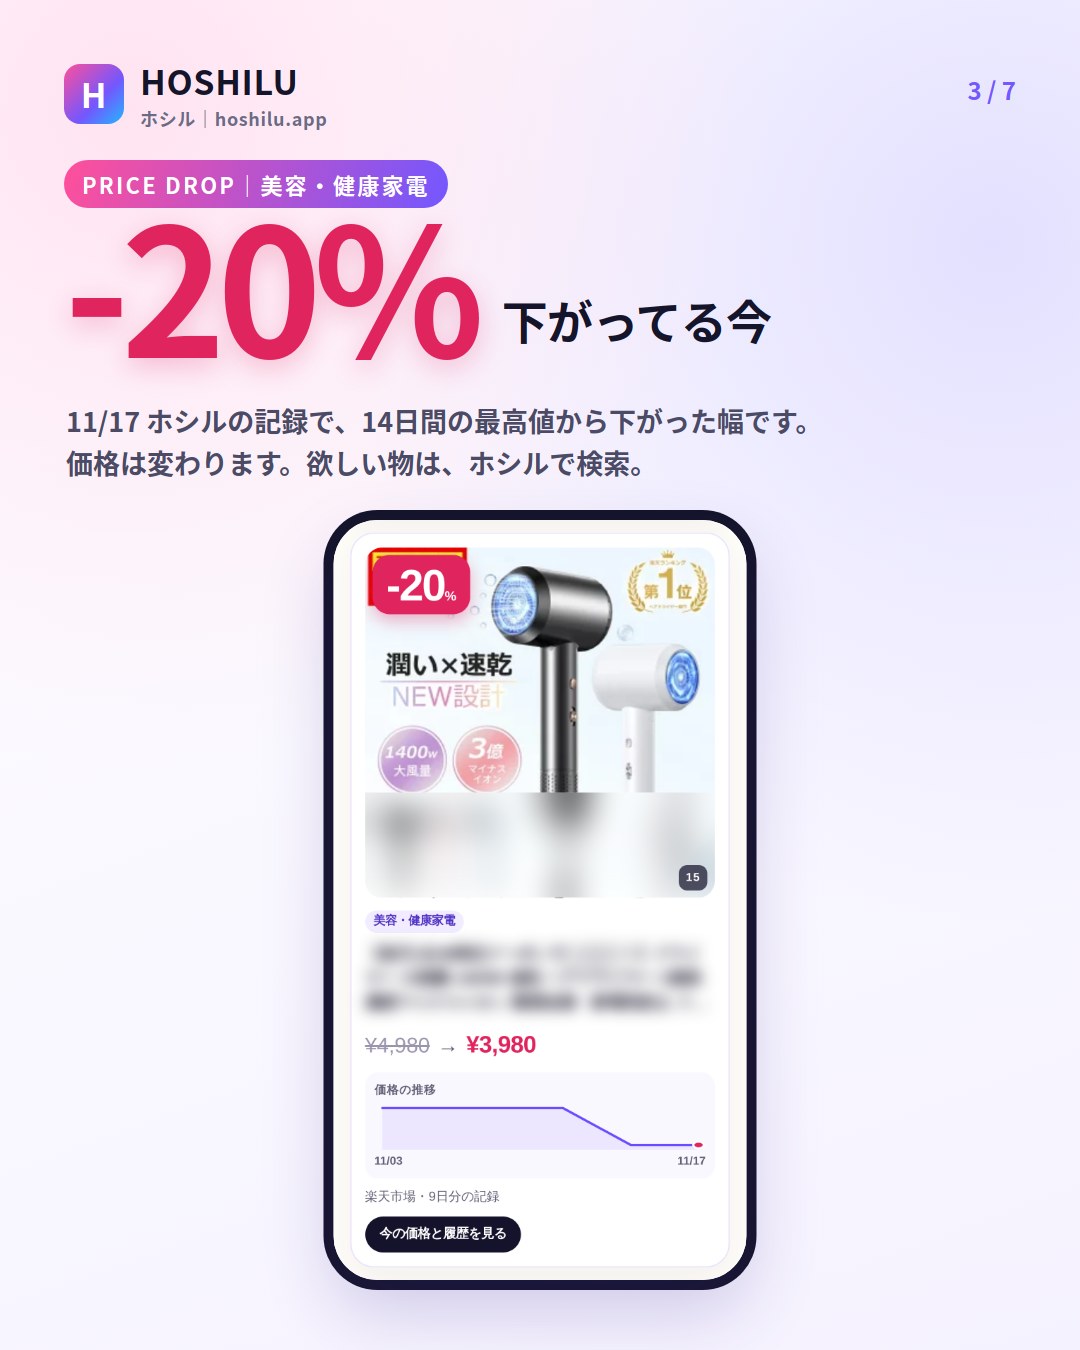 H
HOSHILU
ホシル｜hoshilu.app
3 / 7
PRICE DROP｜美容・健康家電
-20%
下がってる今
11/17 ホシルの記録で、14日間の最高値から下がった幅です。
価格は変わります。欲しい物は、ホシルで検索。
-20%
第1位
潤い×速乾
NEW設計
1400w
大風量
3億
マイナス
イオン
15
美容・健康家電
¥4,980 → ¥3,980
価格の推移
11/03
11/17
楽天市場・9日分の記録
今の価格と履歴を見る